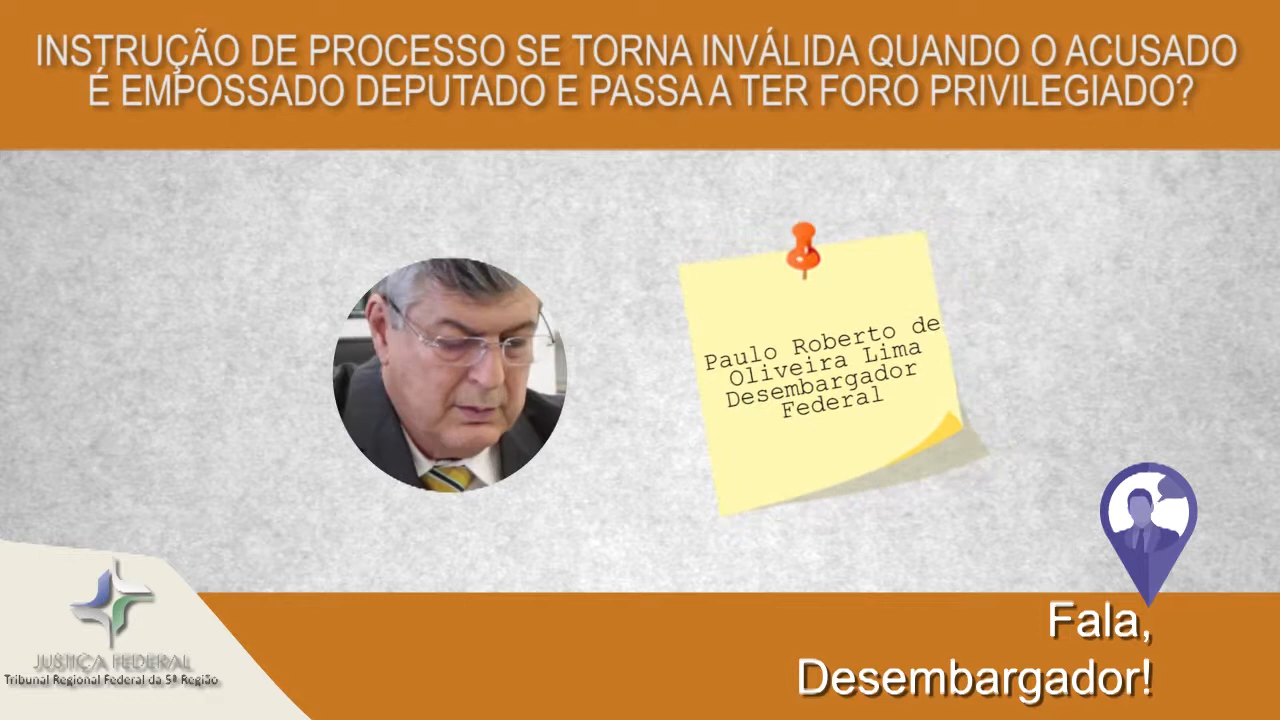 INSTRUÇÃO DE PROCESSO SE TORNA INVÁLIDA QUANDO O ACUSADO
É EMPOSSADO DEPUTADO E PASSA A TER FORO PRIVILEGIADO?
Paulo Roberto de
Oliveira Lima
Desembargador
Federal
Fala,
Desembargador!
JUSTIÇA FEDERAL
Tribunal Regional Federal da 5ª Região